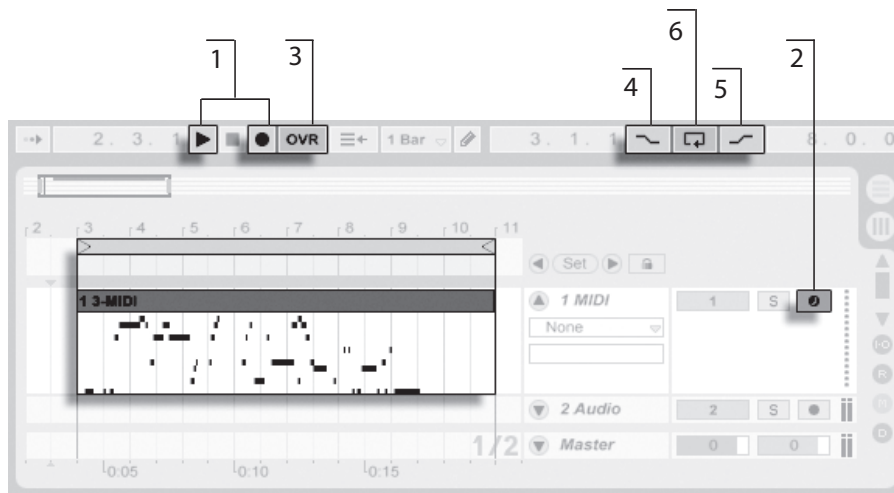 6
1 3 2
4 5
2. 3. 1 OVR 1 Bar 3. 1. 1 8. 0. 0
2 3 4 5 6 7 8 9 10 11
Set
1 3-MIDI
1 MIDI 1 S
None
2 Audio 2 S
1/2 Master 0 0
0:05 0:10 0:15
I-O
R
M
D